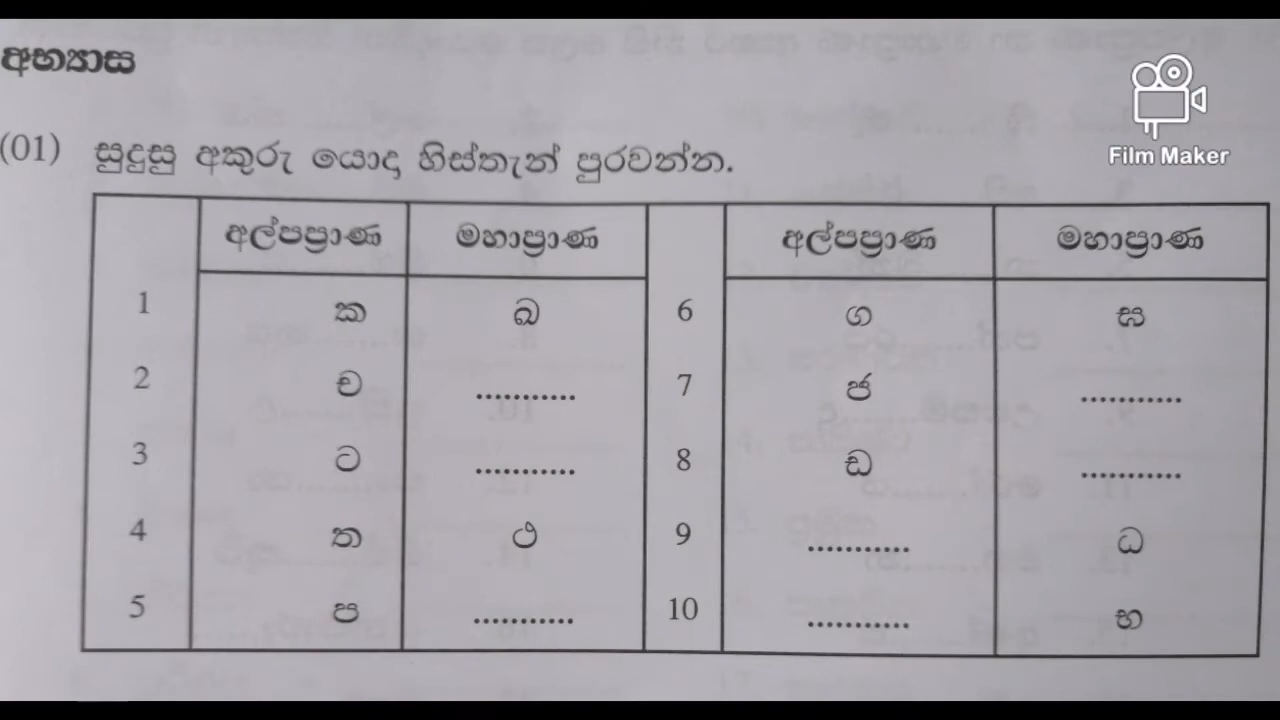 අභ්‍යාස
Film Maker
(01) සුදුසු අකුරු යොදා හිස්තැන් පුරවන්න.
අල්පප්‍රාණ මහාප්‍රාණ අල්පප්‍රාණ මහාප්‍රාණ
1 ක ඛ 6 ග ඝ
2 ච ........... 7 ජ ...........
3 ට ........... 8 ඩ ...........
4 ත ථ 9 ........... ධ
5 ප ........... 10 ........... භ